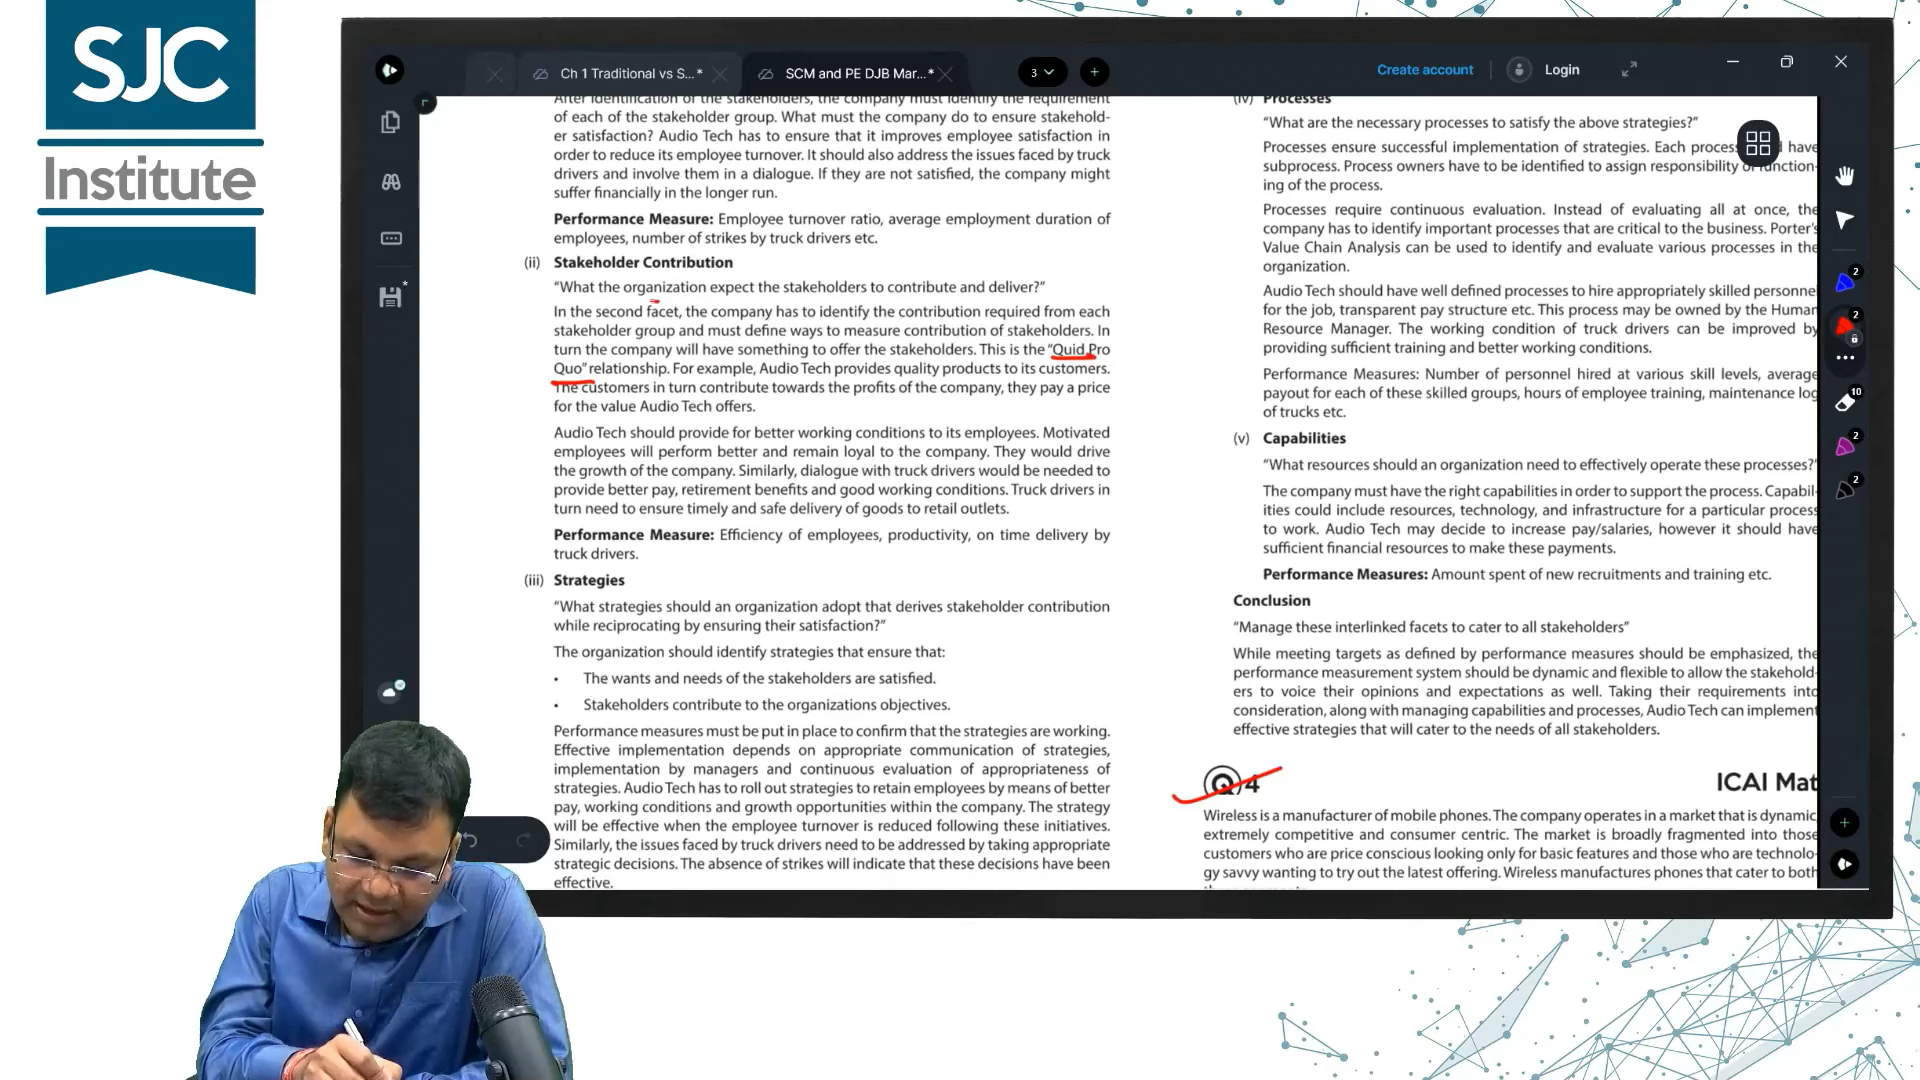 SJC
Institute
Ch 1 Traditional vs S...*
SCM and PE DJB Mar...*
3
Create account
Login
After identification of the stakeholders, the company must identify the requirement
of each of the stakeholder group. What must the company do to ensure stakehold-
er satisfaction? Audio Tech has to ensure that it improves employee satisfaction in
order to reduce its employee turnover. It should also address the issues faced by truck
drivers and involve them in a dialogue. If they are not satisfied, the company might
suffer financially in the longer run.
Performance Measure: Employee turnover ratio, average employment duration of
employees, number of strikes by truck drivers etc.
(ii) Stakeholder Contribution
“What the organization expect the stakeholders to contribute and deliver?”
In the second facet, the company has to identify the contribution required from each
stakeholder group and must define ways to measure contribution of stakeholders. In
turn the company will have something to offer the stakeholders. This is the “Quid Pro
Quo” relationship. For example, Audio Tech provides quality products to its customers.
The customers in turn contribute towards the profits of the company, they pay a price
for the value Audio Tech offers.
Audio Tech should provide for better working conditions to its employees. Motivated
employees will perform better and remain loyal to the company. They would drive
the growth of the company. Similarly, dialogue with truck drivers would be needed to
provide better pay, retirement benefits and good working conditions. Truck drivers in
turn need to ensure timely and safe delivery of goods to retail outlets.
Performance Measure: Efficiency of employees, productivity, on time delivery by
truck drivers.
(iii) Strategies
“What strategies should an organization adopt that derives stakeholder contribution
while reciprocating by ensuring their satisfaction?”
The organization should identify strategies that ensure that:
• The wants and needs of the stakeholders are satisfied.
• Stakeholders contribute to the organizations objectives.
Performance measures must be put in place to confirm that the strategies are working.
Effective implementation depends on appropriate communication of strategies,
implementation by managers and continuous evaluation of appropriateness of
strategies. Audio Tech has to roll out strategies to retain employees by means of better
pay, working conditions and growth opportunities within the company. The strategy
will be effective when the employee turnover is reduced following these initiatives.
Similarly, the issues faced by truck drivers need to be addressed by taking appropriate
strategic decisions. The absence of strikes will indicate that these decisions have been
effective.
(iv) Processes
“What are the necessary processes to satisfy the above strategies?”
Processes ensure successful implementation of strategies. Each process have
subprocess. Process owners have to be identified to assign responsibility of function-
ing of the process.
Processes require continuous evaluation. Instead of evaluating all at once, the
company has to identify important processes that are critical to the business. Porter's
Value Chain Analysis can be used to identify and evaluate various processes in the
organization.
Audio Tech should have well defined processes to hire appropriately skilled personnel
for the job, transparent pay structure etc. This process may be owned by the Human
Resource Manager. The working condition of truck drivers can be improved by
providing sufficient training and better working conditions.
Performance Measures: Number of personnel hired at various skill levels, average
payout for each of these skilled groups, hours of employee training, maintenance log
of trucks etc.
(v) Capabilities
“What resources should an organization need to effectively operate these processes?”
The company must have the right capabilities in order to support the process. Capabil-
ities could include resources, technology, and infrastructure for a particular process
to work. Audio Tech may decide to increase pay/salaries, however it should have
sufficient financial resources to make these payments.
Performance Measures: Amount spent of new recruitments and training etc.
Conclusion
“Manage these interlinked facets to cater to all stakeholders”
While meeting targets as defined by performance measures should be emphasized, the
performance measurement system should be dynamic and flexible to allow the stakehold-
ers to voice their opinions and expectations as well. Taking their requirements into
consideration, along with managing capabilities and processes, Audio Tech can implement
effective strategies that will cater to the needs of all stakeholders.
Q 4
ICAI Mat
Wireless is a manufacturer of mobile phones. The company operates in a market that is dynamic,
extremely competitive and consumer centric. The market is broadly fragmented into those
customers who are price conscious looking only for basic features and those who are technolo-
gy savvy wanting to try out the latest offering. Wireless manufactures phones that cater to both
2
2
10
2
2